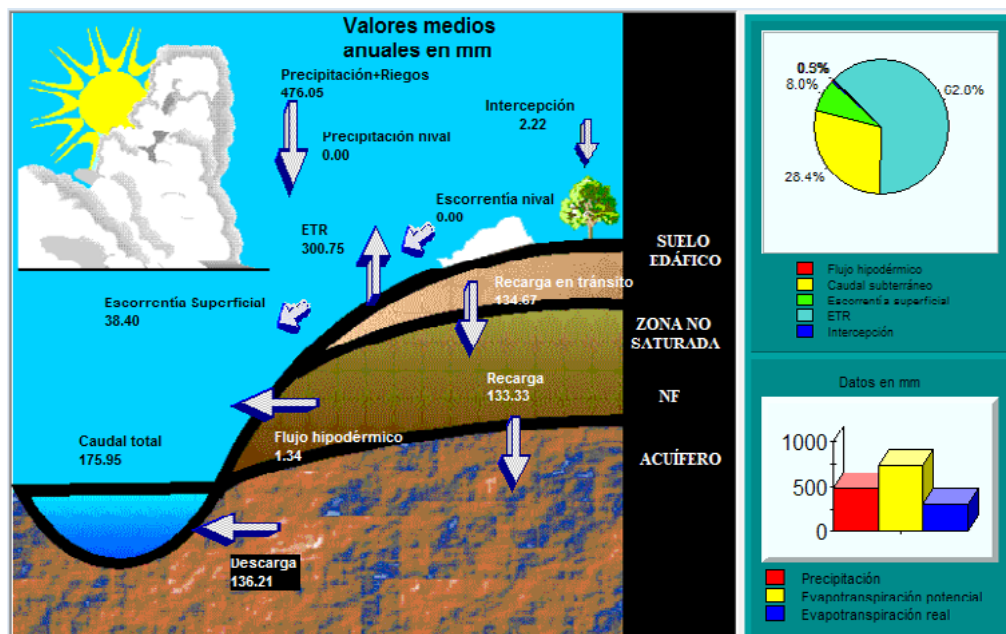 Valores medios
anuales en mm
Precipitación+Riegos
476.05
Intercepción
2.22
Precipitación nival
0.00
Escorrentía nival
0.00
ETR
300.75
Escorrentía Superficial
38.40
Recarga en tránsito
134.67
Recarga
133.33
Flujo hipodérmico
1.34
Caudal total
175.95
Descarga
136.21
SUELO
EDÁFICO
ZONA NO
SATURADA
NF
ACUÍFERO
8.0%
62.0%
28.4%
Flujo hipodérmico
Caudal subterráneo
Escorrentía superficial
ETR
Intercepción
Datos en mm
1000
500
0
Precipitación
Evapotranspiración potencial
Evapotranspiración real